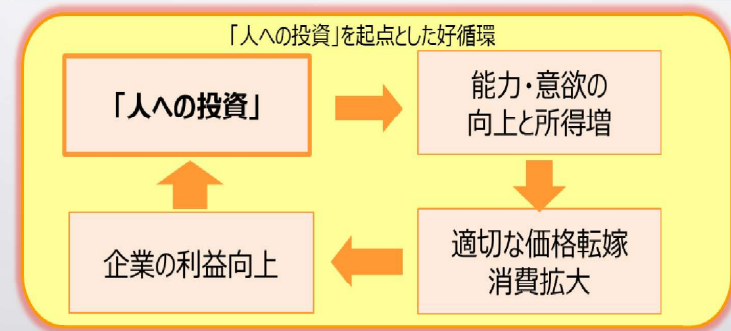 「人への投資」を起点とした好循環
「人への投資」
能力・意欲の
向上と所得増
適切な価格転嫁
消費拡大
企業の利益向上